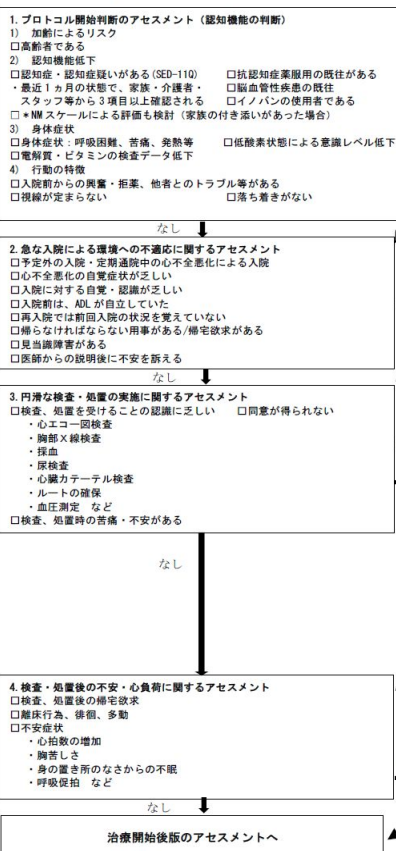 1. プロトコル開始判断のアセスメント（認知機能の判断）
1) 加齢によるリスク
□高齢者である
2) 認知機能低下
□認知症・認知症疑いがある(SED-11Q) □抗認知症薬服用の既往がある
・最近1ヵ月の状態で、家族・介護者・ □脳血管性疾患の既往
スタッフ等から3項目以上確認される □イノバンの使用者である
□＊NMスケールによる評価も検討（家族の付き添いがあった場合）
3) 身体症状
□身体症状：呼吸困難、苦痛、発熱等 □低酸素状態による意識レベル低下
□電解質・ビタミンの検査データ低下
4) 行動の特徴
□入院前からの興奮・拒薬、他者とのトラブル等がある
□視線が定まらない □落ち着きがない
なし
2. 急な入院による環境への不適応に関するアセスメント
□予定外の入院・定期通院中の心不全悪化による入院
□心不全悪化の自覚症状が乏しい
□入院に対する自覚・認識が乏しい
□入院前は、ADLが自立していた
□再入院では前回入院の状況を覚えていない
□帰らなければならない用事がある/帰宅欲求がある
□見当識障害がある
□医師からの説明後に不安を訴える
なし
3. 円滑な検査・処置の実施に関するアセスメント
□検査、処置を受けることの認識に乏しい □同意が得られない
・心エコー図検査
・胸部X線検査
・採血
・尿検査
・心臓カテーテル検査
・ルートの確保
・血圧測定 など
□検査、処置時の苦痛・不安がある
なし
4. 検査・処置後の不安・心負荷に関するアセスメント
□検査、処置後の帰宅欲求
□離床行為、徘徊、多動
□不安症状
・心拍数の増加
・胸苦しさ
・身の置き所のなさからの不眠
・呼吸促拍 など
なし
治療開始後版のアセスメントへ